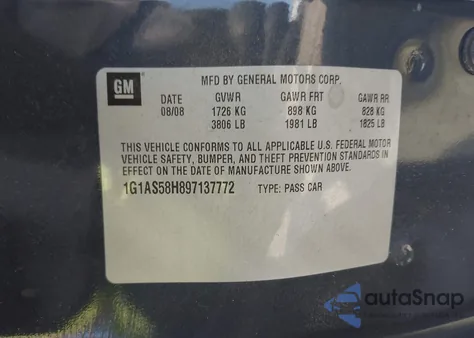 GM
MFD BY GENERAL MOTORS CORP.
DATE GVWR GAWR FRT GAWR RR
08/08 1726 KG 898 KG 828 KG
3806 LB 1981 LB 1825 LB
THIS VEHICLE CONFORMS TO ALL APPLICABLE U.S. FEDERAL MOTOR
VEHICLE SAFETY, BUMPER, AND THEFT PREVENTION STANDARDS IN
EFFECT ON THE DATE OF MANUFACTURE SHOWN ABOVE.
1G1AS58H897137772 TYPE: PASS CAR
autoSnap